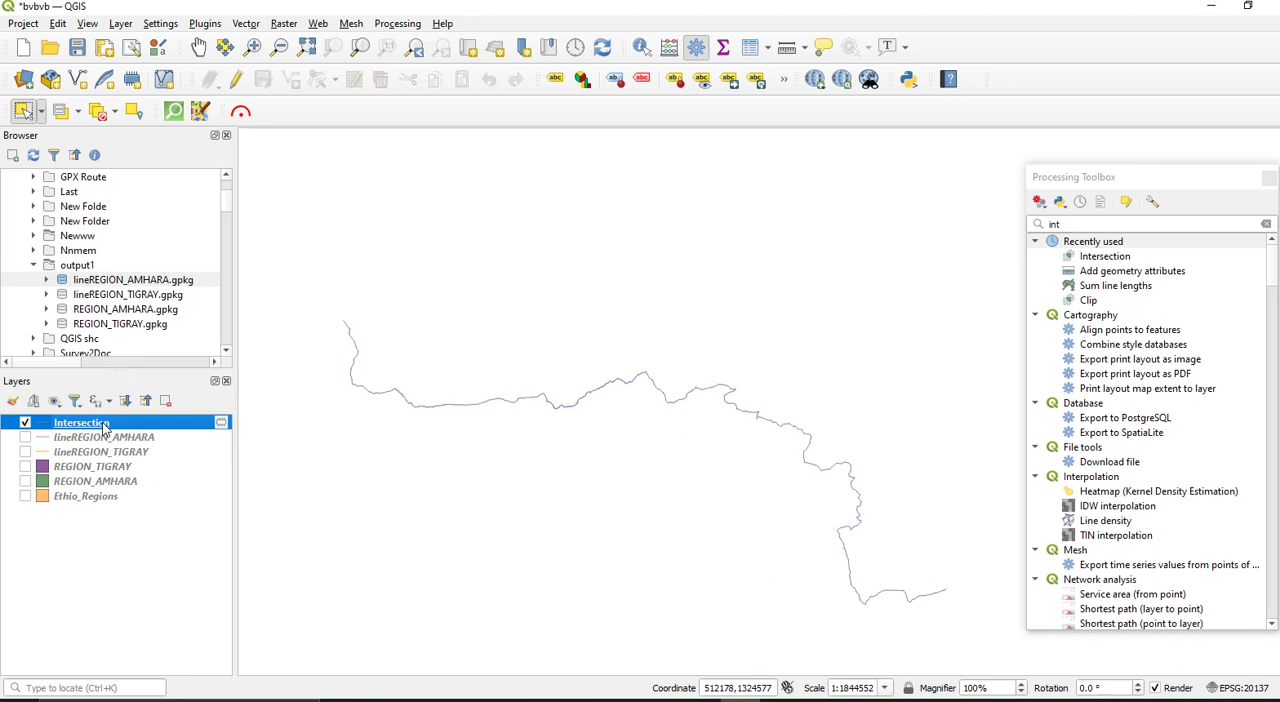 *bvbvb — QGIS
Project Edit View Layer Settings Plugins Vector Raster Web Mesh Processing Help
Browser
GPX Route
Last
New Folde
New Folder
Newww
Nnmem
output1
lineREGION_AMHARA.gpkg
lineREGION_TIGRAY.gpkg
REGION_AMHARA.gpkg
REGION_TIGRAY.gpkg
QGIS shc
Survey2Doc
Layers
Intersection
lineREGION_AMHARA
lineREGION_TIGRAY
REGION_TIGRAY
REGION_AMHARA
Ethio_Regions
Processing Toolbox
int
Recently used
Intersection
Add geometry attributes
Sum line lengths
Clip
Cartography
Align points to features
Combine style databases
Export print layout as image
Export print layout as PDF
Print layout map extent to layer
Database
Export to PostgreSQL
Export to SpatiaLite
File tools
Download file
Interpolation
Heatmap (Kernel Density Estimation)
IDW interpolation
Line density
TIN interpolation
Mesh
Export time series values from points of ...
Network analysis
Service area (from point)
Shortest path (layer to point)
Shortest path (point to layer)
Type to locate (Ctrl+K) Coordinate 512178,1324577 Scale 1:1844552 Magnifier 100% Rotation 0.0 ° Render EPSG:20137